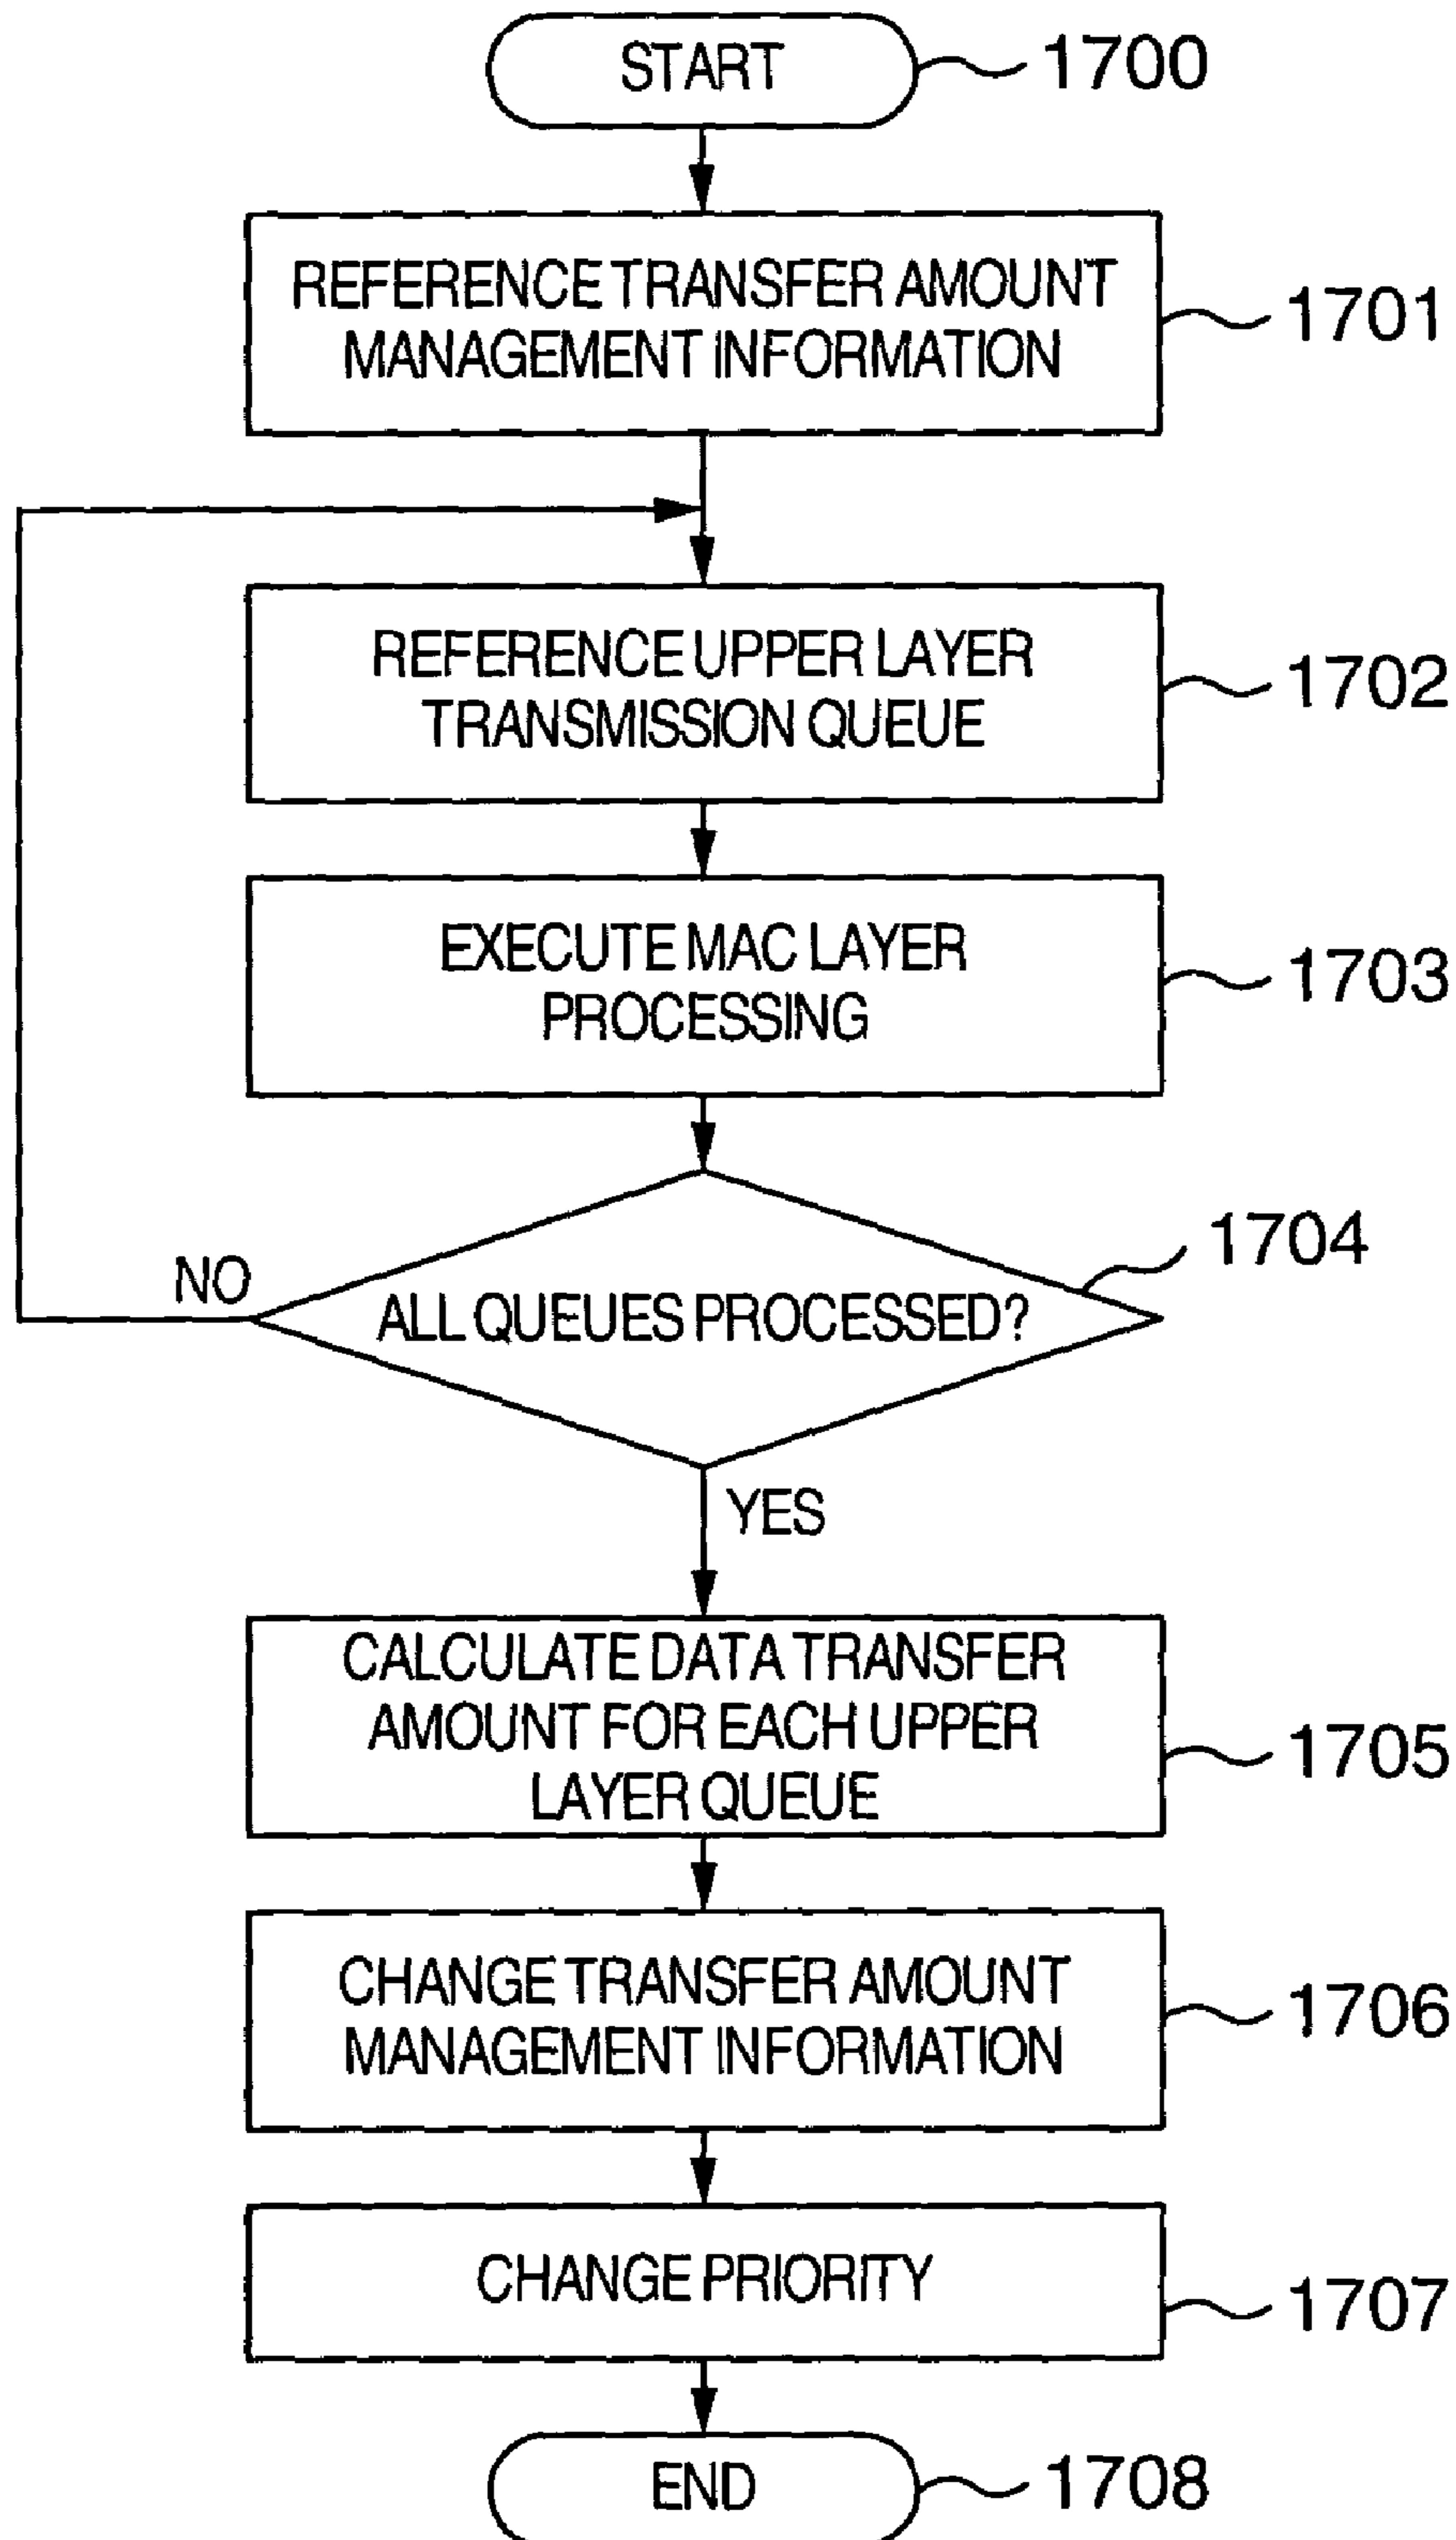 START
1700
REFERENCE TRANSFER AMOUNT
MANAGEMENT INFORMATION
1701
REFERENCE UPPER LAYER
TRANSMISSION QUEUE
1702
EXECUTE MAC LAYER
PROCESSING
1703
1704
NO
ALL QUEUES PROCESSED?
YES
CALCULATE DATA TRANSFER
AMOUNT FOR EACH UPPER
LAYER QUEUE
1705
CHANGE TRANSFER AMOUNT
MANAGEMENT INFORMATION
1706
CHANGE PRIORITY
1707
END
1708